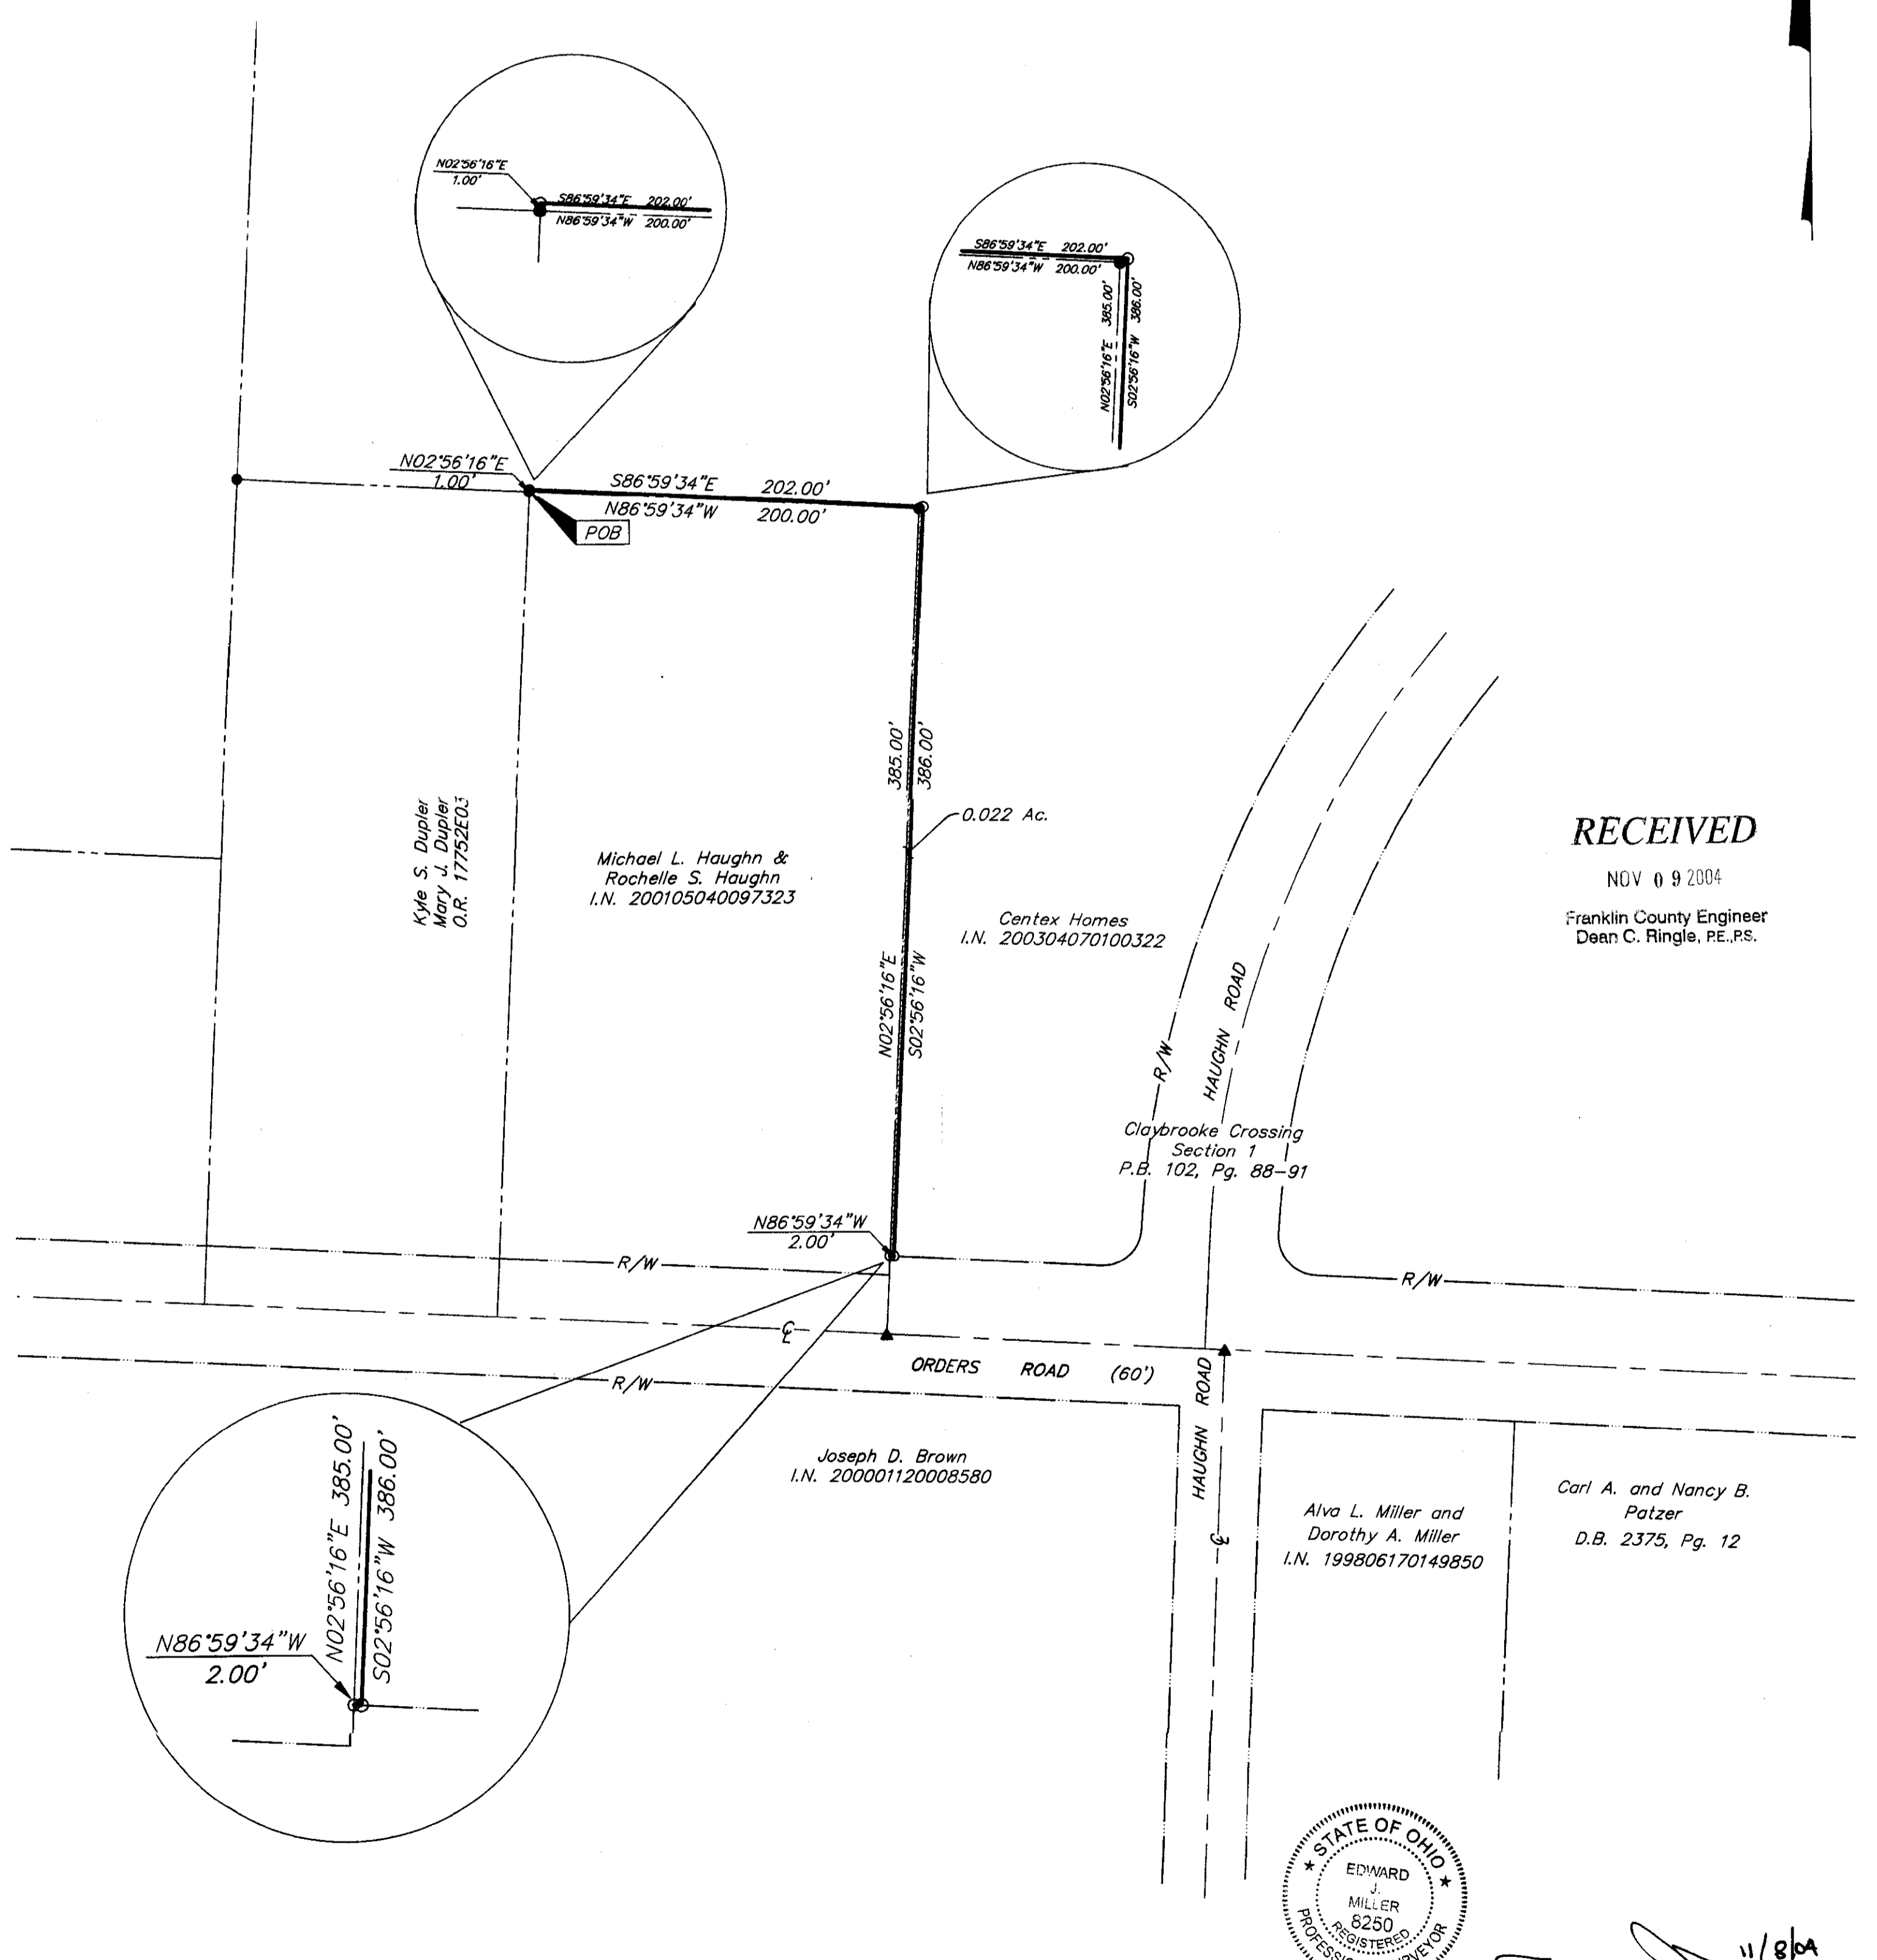 N02°56'16"E
1.00'
S86°59'34"E 202.00'
N86°59'34"W 200.00'
S86°59'34"E 202.00'
N86°59'34"W 200.00'
N02°56'16"E 385.00'
S02°56'16"W 386.00'
N02°56'16"E
1.00'
S86°59'34"E 202.00'
N86°59'34"W 200.00'
POB
385.00'
386.00'
0.022 Ac.
Kyle S. Dupler
Mary J. Dupler
O.R. 17752E03
Michael L. Haughn &
Rochelle S. Haughn
I.N. 200105040097323
Centex Homes
I.N. 200304070100322
RECEIVED
NOV 09 2004
Franklin County Engineer
Dean C. Ringle, P.E.,P.S.
N02°56'16"E
S02°56'16"W
R/W
HAUGHN ROAD
Claybrooke Crossing
Section 1
P.B. 102, Pg. 88-91
N86°59'34"W
2.00'
R/W
R/W
ORDERS ROAD (60')
R/W
HAUGHN ROAD
Joseph D. Brown
I.N. 200001120008580
Alva L. Miller and
Dorothy A. Miller
I.N. 199806170149850
Carl A. and Nancy B.
Patzer
D.B. 2375, Pg. 12
N02°56'16"E 385.00'
S02°56'16"W 386.00'
N86°59'34"W
2.00'
STATE OF OHIO
EDWARD
J.
MILLER
8250
REGISTERED
11/8/04